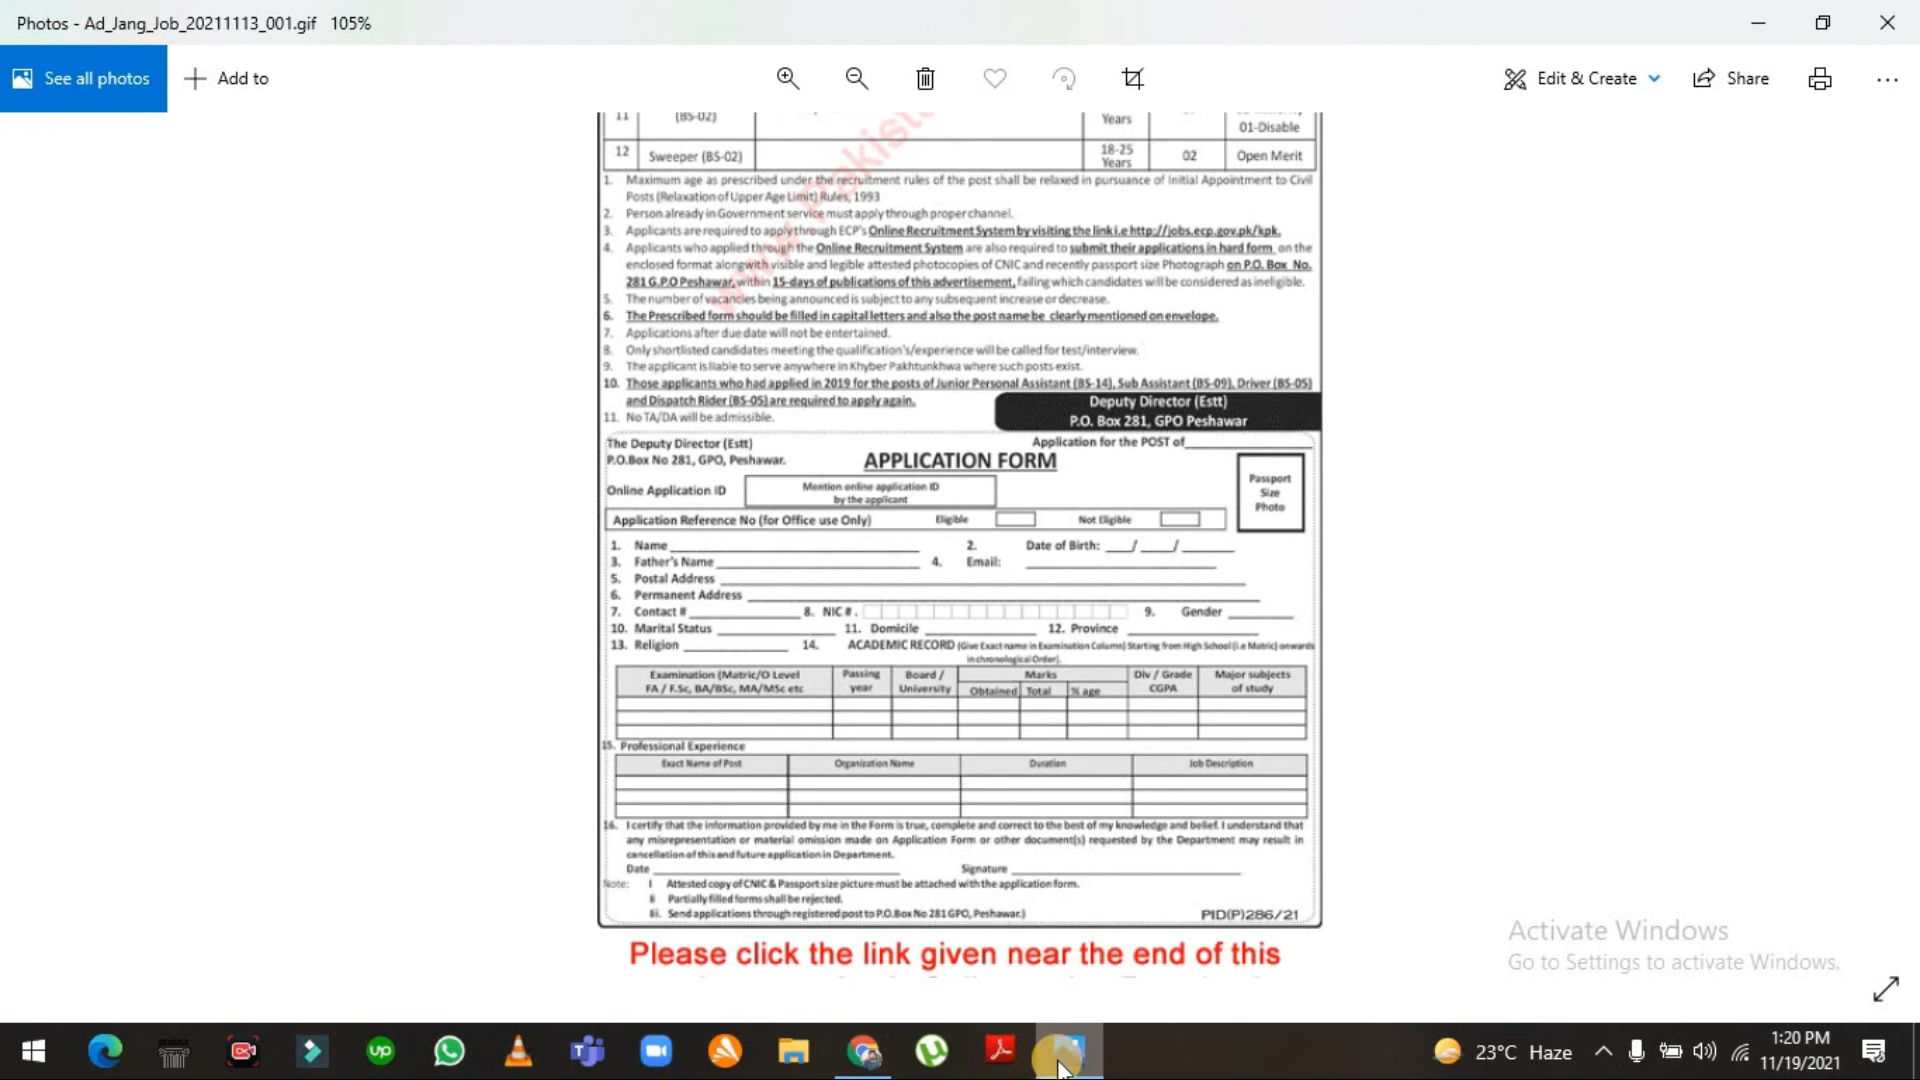 Photos - Ad_Jang_Job_20211113_001.gif 105%
See all photos
Add to
Edit & Create
Share
11 (BS-02) Years 01-Disable
12 Sweeper (BS-02) 18-25 Years 02 Open Merit
1. Maximum age as prescribed under the recruitment rules of the post shall be relaxed in pursuance of Initial Appointment to Civil
Posts (Relaxation of Upper Age Limit) Rules, 1993
2. Person already in Government service must apply through proper channel.
3. Applicants are required to apply through ECP's Online Recruitment System by visiting the link i.e http://jobs.ecp.gov.pk/kpk.
4. Applicants who applied through the Online Recruitment System are also required to submit their applications in hard form on the
enclosed format alongwith visible and legible attested photocopies of CNIC and recently passport size Photograph on P.O. Box No.
281 G.P.O Peshawar, within 15-days of publications of this advertisement, failing which candidates will be considered as ineligible.
5. The number of vacancies being announced is subject to any subsequent increase or decrease.
6. The Prescribed form should be filled in capital letters and also the post name be clearly mentioned on envelope.
7. Applications after due date will not be entertained.
8. Only shortlisted candidates meeting the qualification's/experience will be called for test/interview.
9. The applicant is liable to serve anywhere in Khyber Pakhtunkhwa where such posts exist.
10. Those applicants who had applied in 2019 for the posts of Junior Personal Assistant (BS-14), Sub Assistant (BS-09), Driver (BS-05)
and Dispatch Rider (BS-05) are required to apply again.
11. No TA/DA will be admissible.
Deputy Director (Estt)
P.O. Box 281, GPO Peshawar
The Deputy Director (Estt)
P.O.Box No 281, GPO, Peshawar.
Application for the POST of
APPLICATION FORM
Passport
Size
Photo
Online Application ID
Mention online application ID
by the applicant
Application Reference No (for Office use Only) Eligible Not Eligible
1. Name 2. Date of Birth: / /
3. Father's Name 4. Email:
5. Postal Address
6. Permanent Address
7. Contact # 8. NIC #. 9. Gender
10. Marital Status 11. Domicile 12. Province
13. Religion 14. ACADEMIC RECORD (Give Exact name in Examination Column) Starting from High School (i.e Matric) onwards
in chronological Order).
Examination (Matric/O Level
FA / F.Sc, BA/BSc, MA/MSc etc
Passing
year
Board /
University
Marks
Obtained Total % age
Div / Grade
CGPA
Major subjects
of study
15. Professional Experience
Exact Name of Post Organization Name Duration Job Description
16. I certify that the information provided by me in the Form is true, complete and correct to the best of my knowledge and belief. I understand that
any misrepresentation or material omission made on Application Form or other document(s) requested by the Department may result in
cancellation of this and future application in Department.
Date Signature
Note: I Attested copy of CNIC & Passport size picture must be attached with the application form.
ii Partially filled forms shall be rejected.
iii. Send applications through registered post to P.O.Box No 281 GPO, Peshawar.)
PID(P)286/21
Please click the link given near the end of this
Activate Windows
Go to Settings to activate Windows.
up
23°C Haze
1:20 PM
11/19/2021